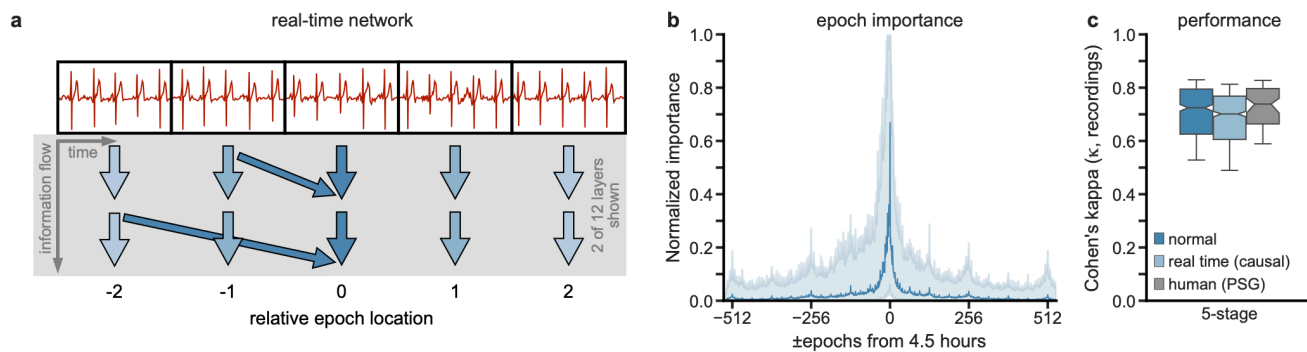 a
real-time network
time
information flow
2 of 12 layers
shown
-2
-1
0
1
2
relative epoch location
b
epoch importance
Normalized importance
1.0
0.8
0.6
0.4
0.2
0.0
−512
−256
0
256
512
±epochs from 4.5 hours
c
performance
Cohen's kappa (κ, recordings)
1.0
0.8
0.6
0.4
0.2
0.0
normal
real time (causal)
human (PSG)
5-stage